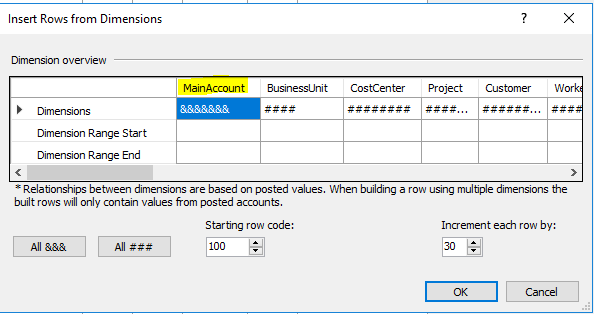 Insert Rows from Dimensions ? ×
Dimension overview
MainAccount BusinessUnit CostCenter Project Customer Worke
Dimensions &&&&&&& #### ######## ####... ######... #####
Dimension Range Start
Dimension Range End
* Relationships between dimensions are based on posted values. When building a row using multiple dimensions the
built rows will only contain values from posted accounts.
Starting row code: Increment each row by:
All &&& All ### 100 30
OK Cancel